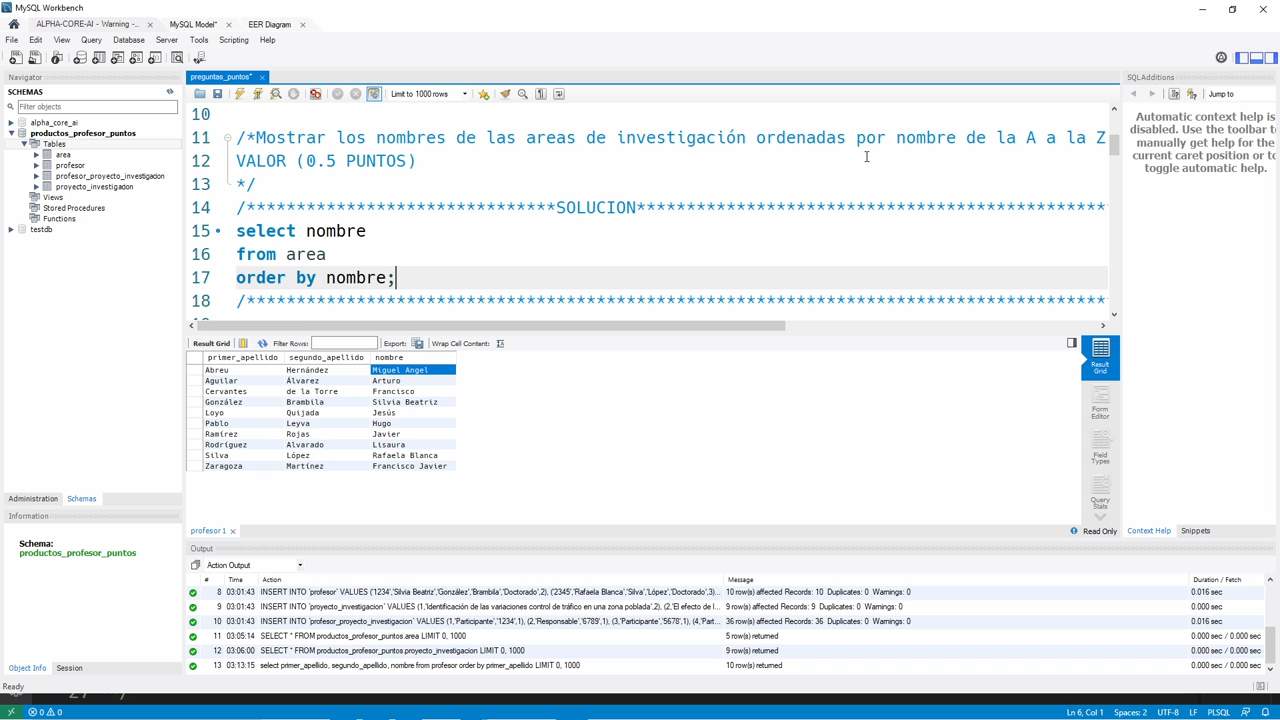 MySQL Workbench
ALPHA-CORE-AI - Warning -...
MySQL Model*
EER Diagram
File Edit View Query Database Server Tools Scripting Help
Navigator
SCHEMAS
Filter objects
alpha_core_ai
productos_profesor_puntos
Tables
area
profesor
profesor_proyecto_investigadon
proyecto_investigadon
Views
Stored Procedures
Functions
testdb
Administration Schemas
Information
Schema:
productos_profesor_puntos
Object Info Session
preguntas_puntos*
Limit to 1000 rows
10
11 /*Mostrar los nombres de las areas de investigación ordenadas por nombre de la A a la Z
12 VALOR (0.5 PUNTOS)
13 */
14 /*******************************SOLUCION***********************************************
15 select nombre
16 from area
17 order by nombre;
18 /**************************************************************************************
Result Grid Filter Rows: Export: Wrap Cell Content:
primer_apellido segundo_apellido nombre
Abreu Hernández Miguel Angel
Aguilar Álvarez Arturo
Cervantes de la Torre Francisco
González Brambila Silvia Beatriz
Loyo Quijada Jesús
Pablo Leyva Hugo
Ramírez Rojas Javier
Rodríguez Alvarado Lisaura
Silva López Rafaela Blanca
Zaragoza Martínez Francisco Javier
Result Grid
Form Editor
Field Types
Query Stats
profesor 1
Read Only
SQLAdditions
Jump to
Automatic context help is
disabled. Use the toolbar to
manually get help for the
current caret position or to
toggle automatic help.
Context Help Snippets
Output
Action Output
# Time Action Message Duration / Fetch
8 03:01:43 INSERT INTO `profesor` VALUES ('1234','Silvia Beatriz','González','Brambila','Doctorado',2), ('2345','Rafaela Blanca','Silva','López','Doctorado',3)... 10 row(s) affected Records: 10 Duplicates: 0 Warnings: 0 0.016 sec
9 03:01:43 INSERT INTO `proyecto_investigacion` VALUES (1,'Identificación de las variaciones control de tráfico en una zona poblada',2), (2,'El efecto de l... 9 row(s) affected Records: 9 Duplicates: 0 Warnings: 0 0.000 sec
10 03:01:43 INSERT INTO `profesor_proyecto_investigacion` VALUES (1,'Participante','1234',1), (2,'Responsable','6789',1), (3,'Participante','5678',1), (4,'Part... 36 row(s) affected Records: 36 Duplicates: 0 Warnings: 0 0.016 sec
11 03:05:14 SELECT * FROM productos_profesor_puntos.area LIMIT 0, 1000 5 row(s) returned 0.000 sec / 0.000 sec
12 03:06:00 SELECT * FROM productos_profesor_puntos.proyecto_investigacion LIMIT 0, 1000 9 row(s) returned 0.000 sec / 0.000 sec
13 03:13:15 select primer_apellido, segundo_apellido, nombre from profesor order by primer_apellido LIMIT 0, 1000 10 row(s) returned 0.000 sec / 0.000 sec
Ready
0 0 Ln 6, Col 1 Spaces: 2 UTF-8 LF PLSQL